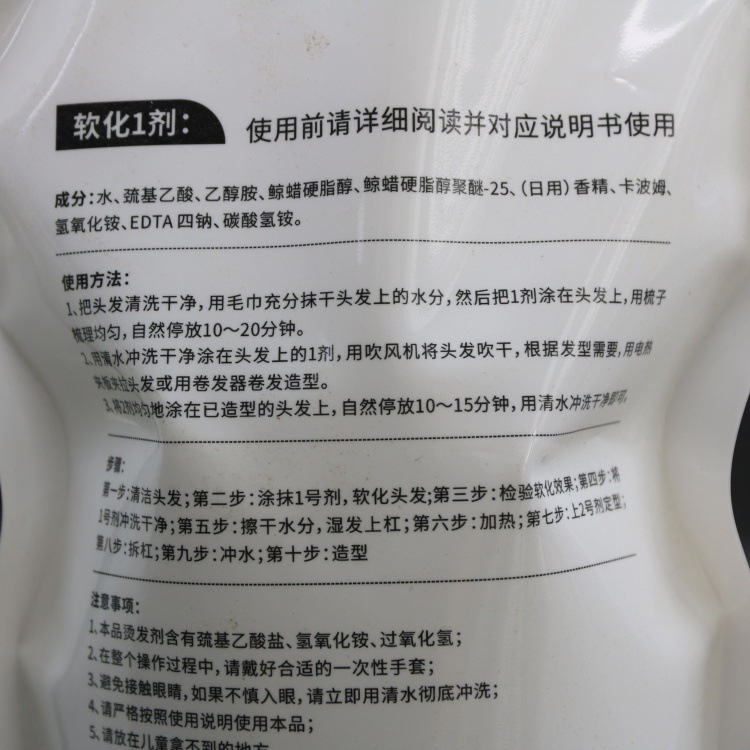 软化1剂：
使用前请详细阅读并对应说明书使用
成分：水、巯基乙酸、乙醇胺、鲸蜡硬脂醇、鲸蜡硬脂醇聚醚-25、（日用）香精、卡波姆、
氢氧化铵、EDTA 四钠、碳酸氢铵。
使用方法：
1、把头发清洗干净，用毛巾充分抹干头发上的水分，然后把1剂涂在头发上，用梳子
梳理均匀，自然停放10～20分钟。
2、用清水冲洗干净涂在头发上的1剂，用吹风机将头发吹干，根据发型需要，用电热
夹板夹拉头发或用卷发器卷发造型。
3、将2剂均匀地涂在已造型的头发上，自然停放10～15分钟，用清水冲洗干净即可。
步骤：
第一步：清洁头发；第二步：涂抹1号剂，软化头发；第三步：检验软化效果；第四步：将
1号剂冲洗干净；第五步：擦干水分，湿发上杠；第六步：加热；第七步：上2号剂定型；
第八步：拆杠；第九步：冲水；第十步：造型
注意事项：
1、本品烫发剂含有巯基乙酸盐、氢氧化铵、过氧化氢；
2、在整个操作过程中，请戴好合适的一次性手套；
3、避免接触眼睛，如果不慎入眼，请立即用清水彻底冲洗；
4、请严格按照使用说明使用本品；
5、请放在儿童拿不到的地方